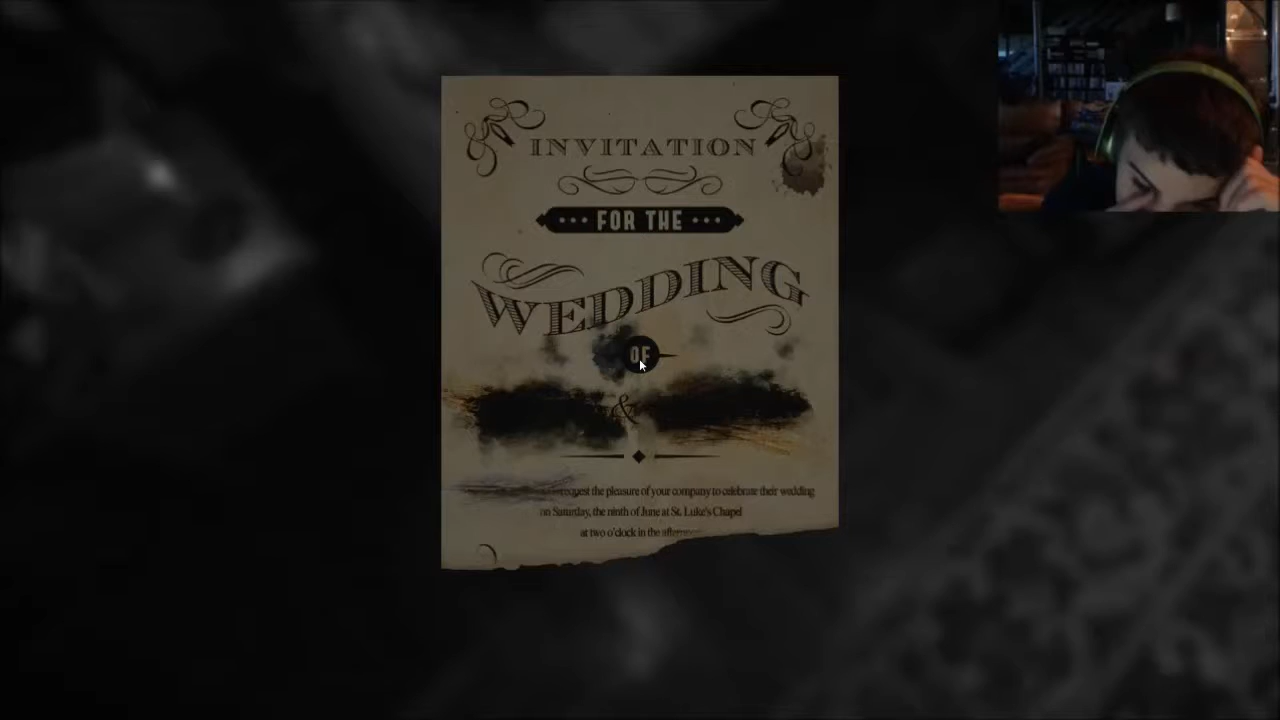 INVITATION
FOR THE
WEDDING
OF
&
request the pleasure of your company to celebrate their wedding
on Saturday, the ninth of June at St. Luke's Chapel
at two o'clock in the